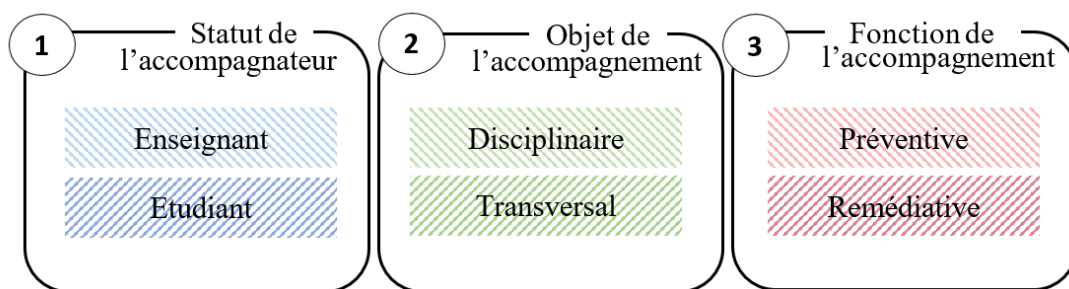 1
Statut de
l'accompagnateur
Enseignant
Etudiant
2
Objet de
l'accompagnement
Disciplinaire
Transversal
3
Fonction de
l'accompagnement
Préventive
Remédiative